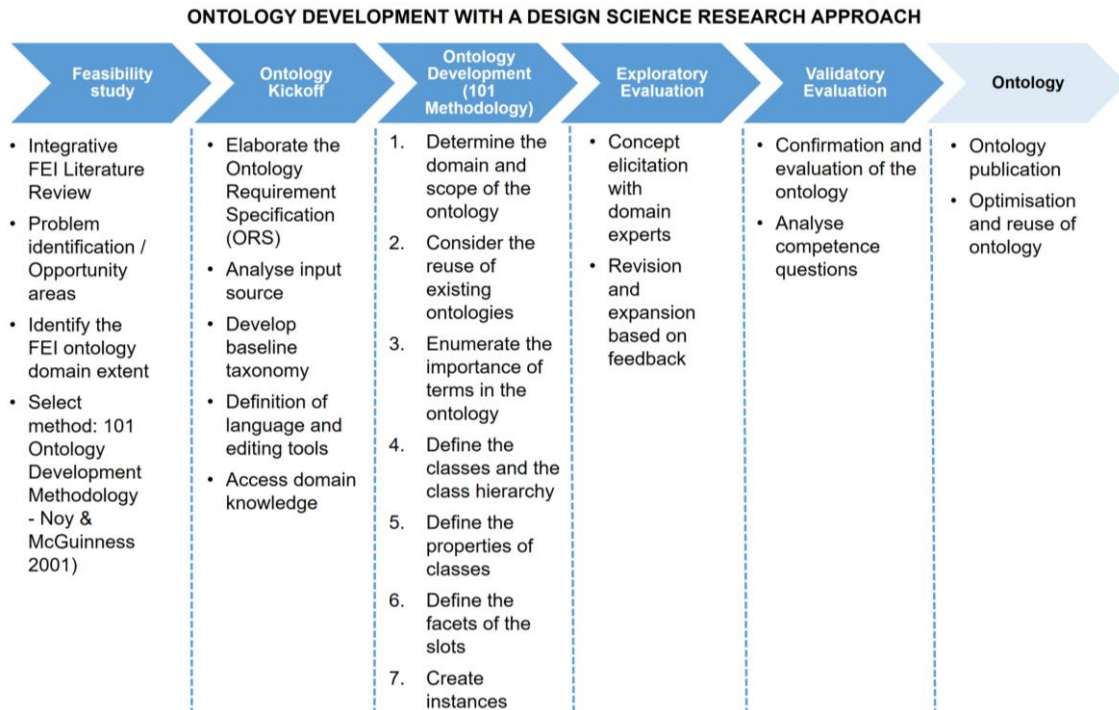 ONTOLOGY DEVELOPMENT WITH A DESIGN SCIENCE RESEARCH APPROACH
Feasibility
study
Ontology
Kickoff
Ontology
Development
(101
Methodology)
Exploratory
Evaluation
Validatory
Evaluation
Ontology
• Integrative
FEI Literature
Review
• Problem
identification /
Opportunity
areas
• Identify the
FEI ontology
domain extent
• Select
method: 101
Ontology
Development
Methodology
- Noy &
McGuinness
2001)
• Elaborate the
Ontology
Requirement
Specification
(ORS)
• Analyse input
source
• Develop
baseline
taxonomy
• Definition of
language and
editing tools
• Access domain
knowledge
1. Determine the
domain and
scope of the
ontology
2. Consider the
reuse of
existing
ontologies
3. Enumerate the
importance of
terms in the
ontology
4. Define the
classes and the
class hierarchy
5. Define the
properties of
classes
6. Define the
facets of the
slots
7. Create
instances
• Concept
elicitation
with
domain
experts
• Revision
and
expansion
based on
feedback
• Confirmation and
evaluation of the
ontology
• Analyse
competence
questions
• Ontology
publication
• Optimisation
and reuse of
ontology